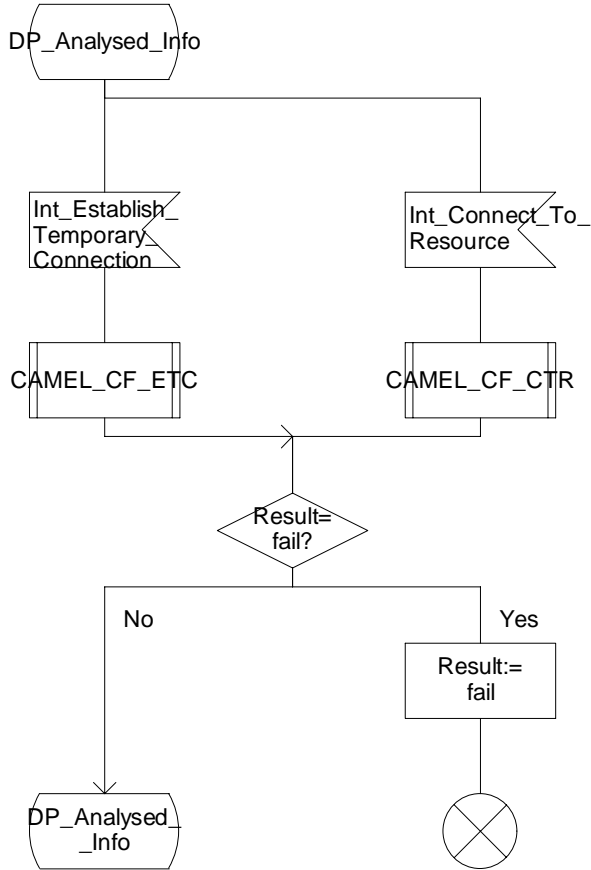 DP_Analysed_Info
Int_Establish_
Temporary_
Connection
Int_Connect_To_
Resource
CAMEL_CF_ETC
CAMEL_CF_CTR
Result=
fail?
No
Yes
Result:=
fail
DP_Analysed_
_Info